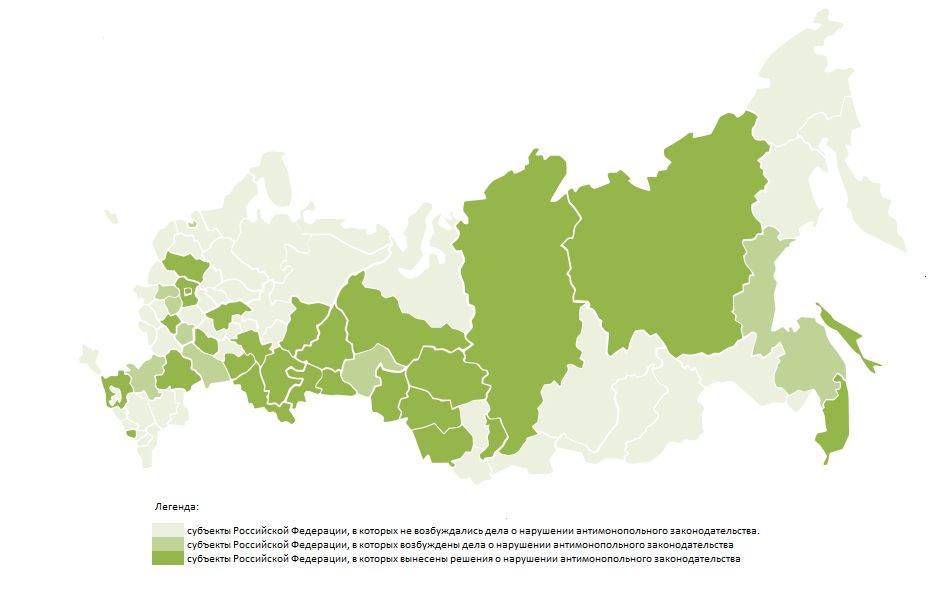 Легенда:
субъекты Российской Федерации, в которых не возбуждались дела о нарушении антимонопольного законодательства.
субъекты Российской Федерации, в которых возбуждены дела о нарушении антимонопольного законодательства
субъекты Российской Федерации, в которых вынесены решения о нарушении антимонопольного законодательства